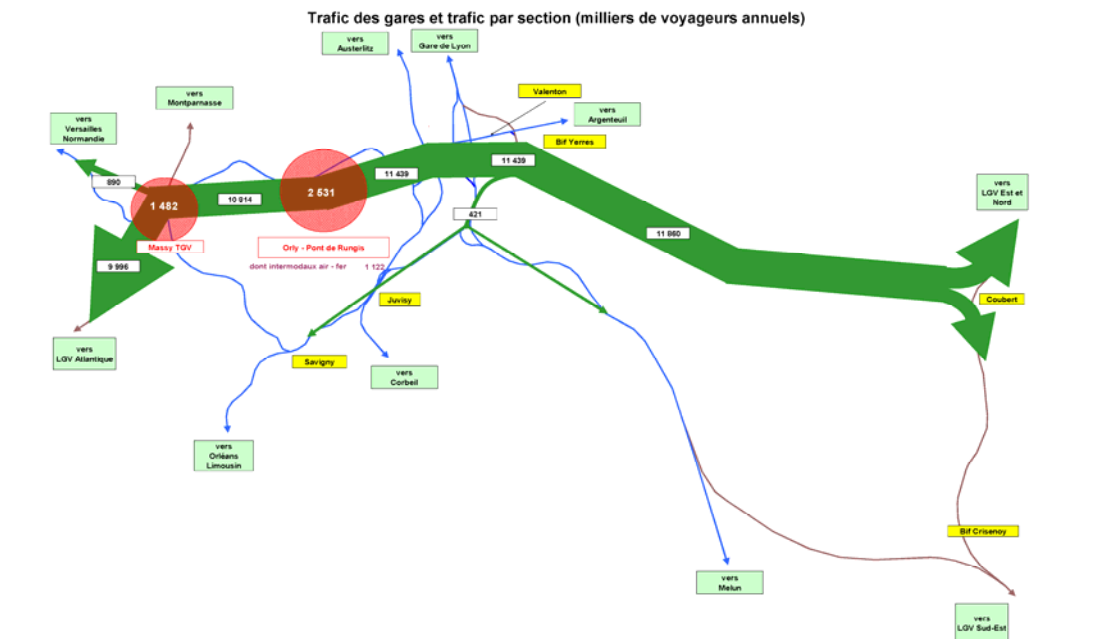 Trafic des gares et trafic par section (milliers de voyageurs annuels)
vers
Austerlitz
vers
Gare de Lyon
vers
Montparnasse
Valenton
vers
Argenteuil
vers
Versailles
Normandie
Bif Yerres
11 439
11 439
890
10 914
2 531
1 482
vers
LGV Est et
Nord
421
11 860
Massy TGV
Orly - Pont de Rungis
dont intermodaux air - fer 1 122
9 996
Juvisy
Coubert
vers
LGV Atlantique
Savigny
vers
Corbeil
vers
Orléans
Limousin
Bif Crisenoy
vers
Melun
vers
LGV Sud-Est